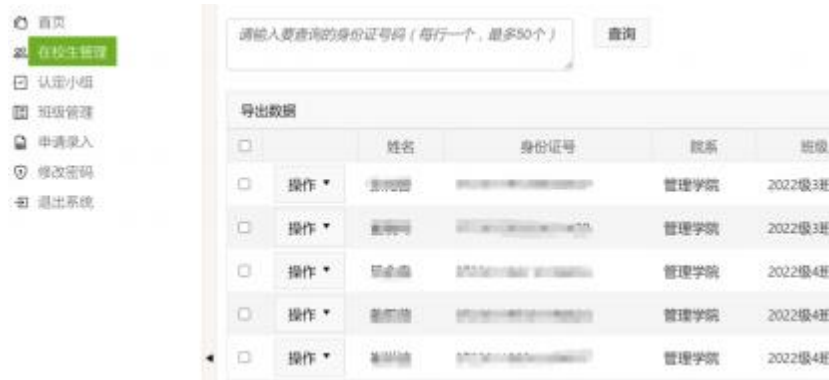 首页
在校生管理
认定小组
班级管理
申请录入
修改密码
退出系统
请输入要查询的身份证号码(每行一个,最多50个)
查询
导出数据
姓名 身份证号 院系 班级
操作 管理学院 2022级3班
操作 管理学院 2022级3班
操作 管理学院 2022级4班
操作 管理学院 2022级4班
操作 管理学院 2022级4班